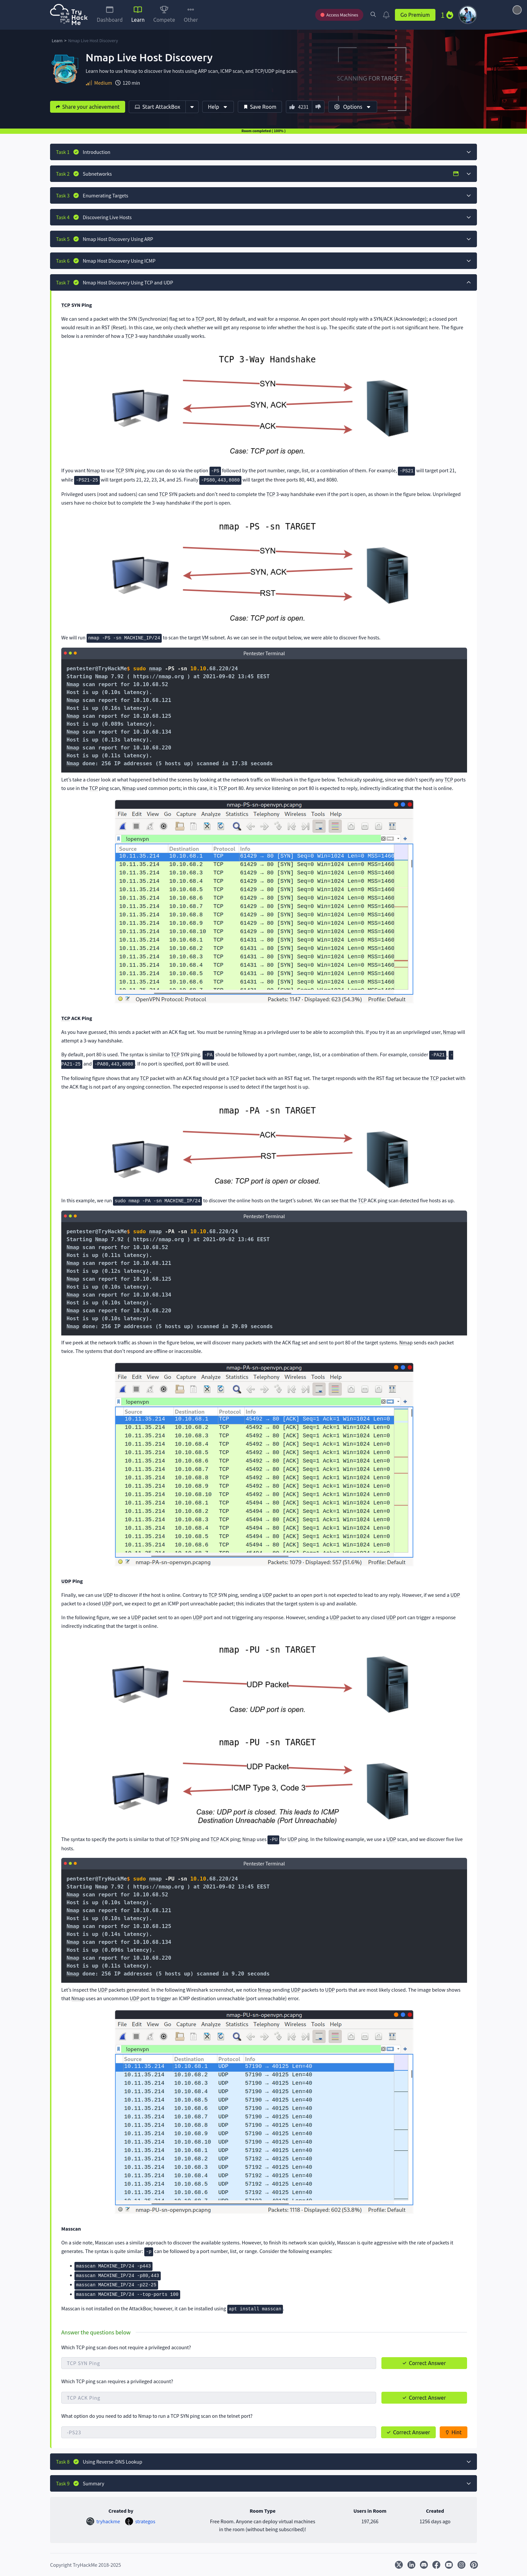 Try
Hack
Me
Dashboard
Learn
Compete
Other
Access Machines
Go Premium
1
Learn > Nmap Live Host Discovery
Nmap Live Host Discovery
Learn how to use Nmap to discover live hosts using ARP scan, ICMP scan, and TCP/UDP ping scan.
Medium 120 min
SCANNING FOR TARGET...
Share your achievement
Start AttackBox
Help
Save Room
4231
Options
Room completed ( 100% )
Task 1 Introduction
Task 2 Subnetworks
Task 3 Enumerating Targets
Task 4 Discovering Live Hosts
Task 5 Nmap Host Discovery Using ARP
Task 6 Nmap Host Discovery Using ICMP
Task 7 Nmap Host Discovery Using TCP and UDP
TCP SYN Ping
We can send a packet with the SYN (Synchronize) flag set to a TCP port, 80 by default, and wait for a response. An open port should reply with a SYN/ACK (Acknowledge); a closed port
would result in an RST (Reset). In this case, we only check whether we will get any response to infer whether the host is up. The specific state of the port is not significant here. The figure
below is a reminder of how a TCP 3-way handshake usually works.
TCP 3-Way Handshake
SYN
SYN, ACK
ACK
Case: TCP port is open.
If you want Nmap to use TCP SYN ping, you can do so via the option -PS followed by the port number, range, list, or a combination of them. For example, -PS21 will target port 21,
while -PS21-25 will target ports 21, 22, 23, 24, and 25. Finally -PS80,443,8080 will target the three ports 80, 443, and 8080.
Privileged users (root and sudoers) can send TCP SYN packets and don't need to complete the TCP 3-way handshake even if the port is open, as shown in the figure below. Unprivileged
users have no choice but to complete the 3-way handshake if the port is open.
nmap -PS -sn TARGET
SYN
SYN, ACK
RST
Case: TCP port is open.
We will run nmap -PS -sn MACHINE_IP/24 to scan the target VM subnet. As we can see in the output below, we were able to discover five hosts.
Pentester Terminal
pentester@TryHackMe$ sudo nmap -PS -sn 10.10.68.220/24
Starting Nmap 7.92 ( https://nmap.org ) at 2021-09-02 13:45 EEST
Nmap scan report for 10.10.68.52
Host is up (0.10s latency).
Nmap scan report for 10.10.68.121
Host is up (0.16s latency).
Nmap scan report for 10.10.68.125
Host is up (0.089s latency).
Nmap scan report for 10.10.68.134
Host is up (0.13s latency).
Nmap scan report for 10.10.68.220
Host is up (0.11s latency).
Nmap done: 256 IP addresses (5 hosts up) scanned in 17.38 seconds
Let's take a closer look at what happened behind the scenes by looking at the network traffic on Wireshark in the figure below. Technically speaking, since we didn't specify any TCP ports
to use in the TCP ping scan, Nmap used common ports; in this case, it is TCP port 80. Any service listening on port 80 is expected to reply, indirectly indicating that the host is online.
nmap-PS-sn-openvpn.pcapng
File Edit View Go Capture Analyze Statistics Telephony Wireless Tools Help
!openvpn
Source Destination Protocol Info
10.11.35.214 10.10.68.1 TCP 61429 → 80 [SYN] Seq=0 Win=1024 Len=0 MSS=1460
10.11.35.214 10.10.68.2 TCP 61429 → 80 [SYN] Seq=0 Win=1024 Len=0 MSS=1460
10.11.35.214 10.10.68.3 TCP 61429 → 80 [SYN] Seq=0 Win=1024 Len=0 MSS=1460
10.11.35.214 10.10.68.4 TCP 61429 → 80 [SYN] Seq=0 Win=1024 Len=0 MSS=1460
10.11.35.214 10.10.68.5 TCP 61429 → 80 [SYN] Seq=0 Win=1024 Len=0 MSS=1460
10.11.35.214 10.10.68.6 TCP 61429 → 80 [SYN] Seq=0 Win=1024 Len=0 MSS=1460
10.11.35.214 10.10.68.7 TCP 61429 → 80 [SYN] Seq=0 Win=1024 Len=0 MSS=1460
10.11.35.214 10.10.68.8 TCP 61429 → 80 [SYN] Seq=0 Win=1024 Len=0 MSS=1460
10.11.35.214 10.10.68.9 TCP 61429 → 80 [SYN] Seq=0 Win=1024 Len=0 MSS=1460
10.11.35.214 10.10.68.10 TCP 61429 → 80 [SYN] Seq=0 Win=1024 Len=0 MSS=1460
10.11.35.214 10.10.68.1 TCP 61431 → 80 [SYN] Seq=0 Win=1024 Len=0 MSS=1460
10.11.35.214 10.10.68.2 TCP 61431 → 80 [SYN] Seq=0 Win=1024 Len=0 MSS=1460
10.11.35.214 10.10.68.3 TCP 61431 → 80 [SYN] Seq=0 Win=1024 Len=0 MSS=1460
10.11.35.214 10.10.68.4 TCP 61431 → 80 [SYN] Seq=0 Win=1024 Len=0 MSS=1460
10.11.35.214 10.10.68.5 TCP 61431 → 80 [SYN] Seq=0 Win=1024 Len=0 MSS=1460
10.11.35.214 10.10.68.6 TCP 61431 → 80 [SYN] Seq=0 Win=1024 Len=0 MSS=1460
OpenVPN Protocol: Protocol Packets: 1147 · Displayed: 623 (54.3%) Profile: Default
TCP ACK Ping
As you have guessed, this sends a packet with an ACK flag set. You must be running Nmap as a privileged user to be able to accomplish this. If you try it as an unprivileged user, Nmap will
attempt a 3-way handshake.
By default, port 80 is used. The syntax is similar to TCP SYN ping. -PA should be followed by a port number, range, list, or a combination of them. For example, consider -PA21, -
PA21-25 and -PA80,443,8080. If no port is specified, port 80 will be used.
The following figure shows that any TCP packet with an ACK flag should get a TCP packet back with an RST flag set. The target responds with the RST flag set because the TCP packet with
the ACK flag is not part of any ongoing connection. The expected response is used to detect if the target host is up.
nmap -PA -sn TARGET
ACK
RST
Case: TCP port is open or closed.
In this example, we run sudo nmap -PA -sn MACHINE_IP/24 to discover the online hosts on the target's subnet. We can see that the TCP ACK ping scan detected five hosts as up.
Pentester Terminal
pentester@TryHackMe$ sudo nmap -PA -sn 10.10.68.220/24
Starting Nmap 7.92 ( https://nmap.org ) at 2021-09-02 13:46 EEST
Nmap scan report for 10.10.68.52
Host is up (0.11s latency).
Nmap scan report for 10.10.68.121
Host is up (0.12s latency).
Nmap scan report for 10.10.68.125
Host is up (0.10s latency).
Nmap scan report for 10.10.68.134
Host is up (0.10s latency).
Nmap scan report for 10.10.68.220
Host is up (0.10s latency).
Nmap done: 256 IP addresses (5 hosts up) scanned in 29.89 seconds
If we peek at the network traffic as shown in the figure below, we will discover many packets with the ACK flag set and sent to port 80 of the target systems. Nmap sends each packet
twice. The systems that don't respond are offline or inaccessible.
nmap-PA-sn-openvpn.pcapng
File Edit View Go Capture Analyze Statistics Telephony Wireless Tools Help
!openvpn
Source Destination Protocol Info
10.11.35.214 10.10.68.1 TCP 45492 → 80 [ACK] Seq=1 Ack=1 Win=1024 Len=0
10.11.35.214 10.10.68.2 TCP 45492 → 80 [ACK] Seq=1 Ack=1 Win=1024 Len=0
10.11.35.214 10.10.68.3 TCP 45492 → 80 [ACK] Seq=1 Ack=1 Win=1024 Len=0
10.11.35.214 10.10.68.4 TCP 45492 → 80 [ACK] Seq=1 Ack=1 Win=1024 Len=0
10.11.35.214 10.10.68.5 TCP 45492 → 80 [ACK] Seq=1 Ack=1 Win=1024 Len=0
10.11.35.214 10.10.68.6 TCP 45492 → 80 [ACK] Seq=1 Ack=1 Win=1024 Len=0
10.11.35.214 10.10.68.7 TCP 45492 → 80 [ACK] Seq=1 Ack=1 Win=1024 Len=0
10.11.35.214 10.10.68.8 TCP 45492 → 80 [ACK] Seq=1 Ack=1 Win=1024 Len=0
10.11.35.214 10.10.68.9 TCP 45492 → 80 [ACK] Seq=1 Ack=1 Win=1024 Len=0
10.11.35.214 10.10.68.10 TCP 45492 → 80 [ACK] Seq=1 Ack=1 Win=1024 Len=0
10.11.35.214 10.10.68.1 TCP 45494 → 80 [ACK] Seq=1 Ack=1 Win=1024 Len=0
10.11.35.214 10.10.68.2 TCP 45494 → 80 [ACK] Seq=1 Ack=1 Win=1024 Len=0
10.11.35.214 10.10.68.3 TCP 45494 → 80 [ACK] Seq=1 Ack=1 Win=1024 Len=0
10.11.35.214 10.10.68.4 TCP 45494 → 80 [ACK] Seq=1 Ack=1 Win=1024 Len=0
10.11.35.214 10.10.68.5 TCP 45494 → 80 [ACK] Seq=1 Ack=1 Win=1024 Len=0
10.11.35.214 10.10.68.6 TCP 45494 → 80 [ACK] Seq=1 Ack=1 Win=1024 Len=0
nmap-PA-sn-openvpn.pcapng Packets: 1079 · Displayed: 557 (51.6%) Profile: Default
UDP Ping
Finally, we can use UDP to discover if the host is online. Contrary to TCP SYN ping, sending a UDP packet to an open port is not expected to lead to any reply. However, if we send a UDP
packet to a closed UDP port, we expect to get an ICMP port unreachable packet; this indicates that the target system is up and available.
In the following figure, we see a UDP packet sent to an open UDP port and not triggering any response. However, sending a UDP packet to any closed UDP port can trigger a response
indirectly indicating that the target is online.
nmap -PU -sn TARGET
UDP Packet
Case: UDP port is open.
nmap -PU -sn TARGET
UDP Packet
ICMP Type 3, Code 3
Case: UDP port is closed. This leads to ICMP
Destination Unreachable (Port Unreachable)
The syntax to specify the ports is similar to that of TCP SYN ping and TCP ACK ping; Nmap uses -PU for UDP ping. In the following example, we use a UDP scan, and we discover five live
hosts.
Pentester Terminal
pentester@TryHackMe$ sudo nmap -PU -sn 10.10.68.220/24
Starting Nmap 7.92 ( https://nmap.org ) at 2021-09-02 13:45 EEST
Nmap scan report for 10.10.68.52
Host is up (0.10s latency).
Nmap scan report for 10.10.68.121
Host is up (0.10s latency).
Nmap scan report for 10.10.68.125
Host is up (0.14s latency).
Nmap scan report for 10.10.68.134
Host is up (0.096s latency).
Nmap scan report for 10.10.68.220
Host is up (0.11s latency).
Nmap done: 256 IP addresses (5 hosts up) scanned in 9.20 seconds
Let's inspect the UDP packets generated. In the following Wireshark screenshot, we notice Nmap sending UDP packets to UDP ports that are most likely closed. The image below shows
that Nmap uses an uncommon UDP port to trigger an ICMP destination unreachable (port unreachable) error.
nmap-PU-sn-openvpn.pcapng
File Edit View Go Capture Analyze Statistics Telephony Wireless Tools Help
!openvpn
Source Destination Protocol Info
10.11.35.214 10.10.68.1 UDP 57190 → 40125 Len=40
10.11.35.214 10.10.68.2 UDP 57190 → 40125 Len=40
10.11.35.214 10.10.68.3 UDP 57190 → 40125 Len=40
10.11.35.214 10.10.68.4 UDP 57190 → 40125 Len=40
10.11.35.214 10.10.68.5 UDP 57190 → 40125 Len=40
10.11.35.214 10.10.68.6 UDP 57190 → 40125 Len=40
10.11.35.214 10.10.68.7 UDP 57190 → 40125 Len=40
10.11.35.214 10.10.68.8 UDP 57190 → 40125 Len=40
10.11.35.214 10.10.68.9 UDP 57190 → 40125 Len=40
10.11.35.214 10.10.68.10 UDP 57190 → 40125 Len=40
10.11.35.214 10.10.68.1 UDP 57192 → 40125 Len=40
10.11.35.214 10.10.68.2 UDP 57192 → 40125 Len=40
10.11.35.214 10.10.68.3 UDP 57192 → 40125 Len=40
10.11.35.214 10.10.68.4 UDP 57192 → 40125 Len=40
10.11.35.214 10.10.68.5 UDP 57192 → 40125 Len=40
10.11.35.214 10.10.68.6 UDP 57192 → 40125 Len=40
nmap-PU-sn-openvpn.pcapng Packets: 1118 · Displayed: 602 (53.8%) Profile: Default
Masscan
On a side note, Masscan uses a similar approach to discover the available systems. However, to finish its network scan quickly, Masscan is quite aggressive with the rate of packets it
generates. The syntax is quite similar: -p can be followed by a port number, list, or range. Consider the following examples:
masscan MACHINE_IP/24 -p443
masscan MACHINE_IP/24 -p80,443
masscan MACHINE_IP/24 -p22-25
masscan MACHINE_IP/24 --top-ports 100
Masscan is not installed on the AttackBox; however, it can be installed using apt install masscan
Answer the questions below
Which TCP ping scan does not require a privileged account?
TCP SYN Ping
Correct Answer
Which TCP ping scan requires a privileged account?
TCP ACK Ping
Correct Answer
What option do you need to add to Nmap to run a TCP SYN ping scan on the telnet port?
-PS23
Correct Answer
Hint
Task 8 Using Reverse-DNS Lookup
Task 9 Summary
Created by
tryhackme strategos
Room Type
Free Room. Anyone can deploy virtual machines
in the room (without being subscribed)!
Users in Room
197,266
Created
1256 days ago
Copyright TryHackMe 2018-2025